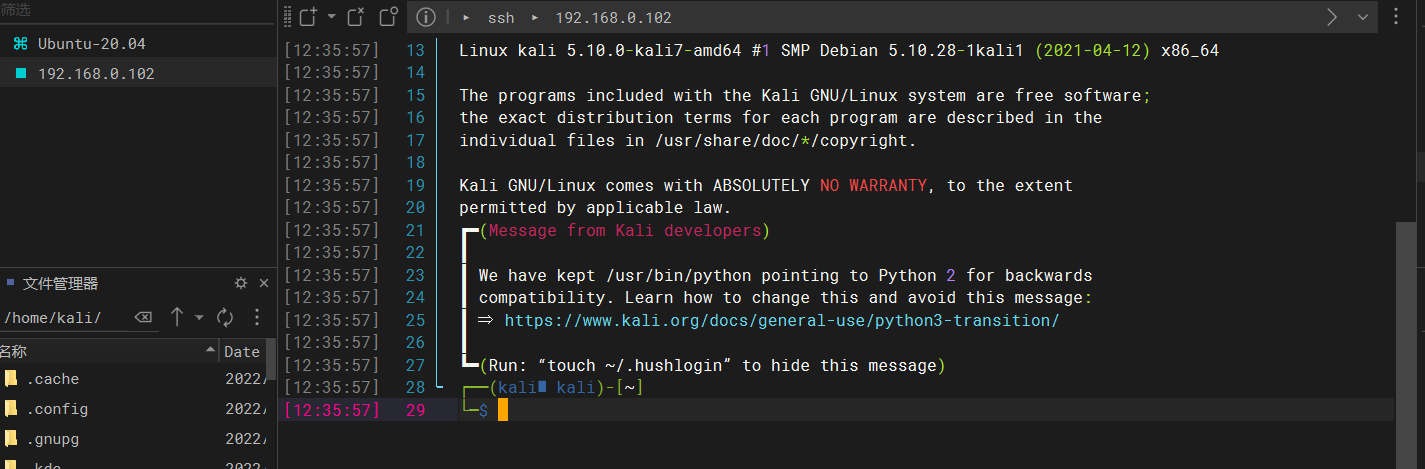 筛选
Ubuntu-20.04
192.168.0.102
ssh 192.168.0.102
[12:35:57] 13 Linux kali 5.10.0-kali7-amd64 #1 SMP Debian 5.10.28-1kali1 (2021-04-12) x86_64
[12:35:57] 14
[12:35:57] 15 The programs included with the Kali GNU/Linux system are free software;
[12:35:57] 16 the exact distribution terms for each program are described in the
[12:35:57] 17 individual files in /usr/share/doc/*/copyright.
[12:35:57] 18
[12:35:57] 19 Kali GNU/Linux comes with ABSOLUTELY NO WARRANTY, to the extent
[12:35:57] 20 permitted by applicable law.
[12:35:57] 21 ┏━(Message from Kali developers)
[12:35:57] 22 ┃
[12:35:57] 23 ┃ We have kept /usr/bin/python pointing to Python 2 for backwards
[12:35:57] 24 ┃ compatibility. Learn how to change this and avoid this message:
[12:35:57] 25 ┃ ⇒ https://www.kali.org/docs/general-use/python3-transition/
[12:35:57] 26 ┃
[12:35:57] 27 ┗━(Run: “touch ~/.hushlogin” to hide this message)
[12:35:57] 28 ┌──(kali kali)-[~]
[12:35:57] 29 └─$
文件管理器
/home/kali/
名称 Date
.cache 2022/
.config 2022/
.gnupg 2022/
.kde 2022/